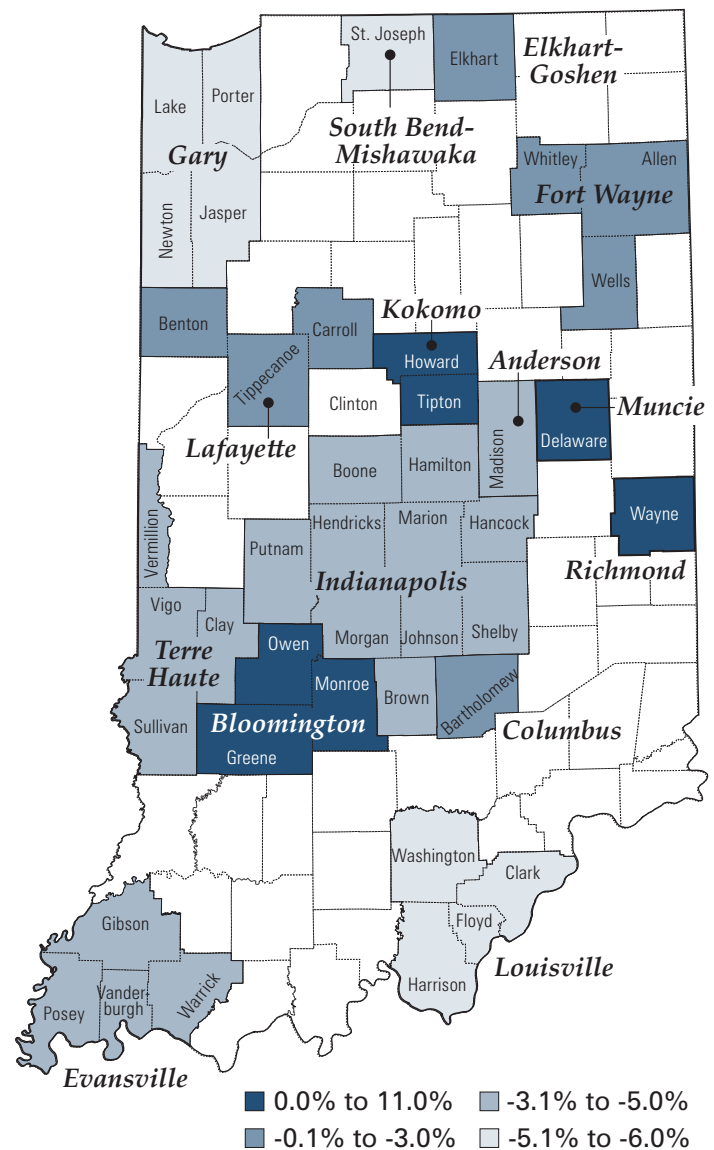 St. Joseph
Elkhart
Elkhart-
Goshen
Porter
Lake
South Bend-
Mishawaka
Gary
Whitley
Allen
Fort Wayne
Newton
Jasper
Wells
Kokomo
Benton
Carroll
Howard
Anderson
Tippecanoe
Clinton
Tipton
Muncie
Delaware
Lafayette
Madison
Boone
Hamilton
Vermillion
Hendricks
Marion
Hancock
Wayne
Putnam
Indianapolis
Richmond
Vigo
Clay
Owen
Morgan
Johnson
Shelby
Terre
Haute
Monroe
Brown
Bartholomew
Sullivan
Bloomington
Columbus
Greene
Washington
Clark
Gibson
Floyd
Louisville
Harrison
Posey
Vander-
burgh
Warrick
Evansville
0.0% to 11.0%
-3.1% to -5.0%
-0.1% to -3.0%
-5.1% to -6.0%